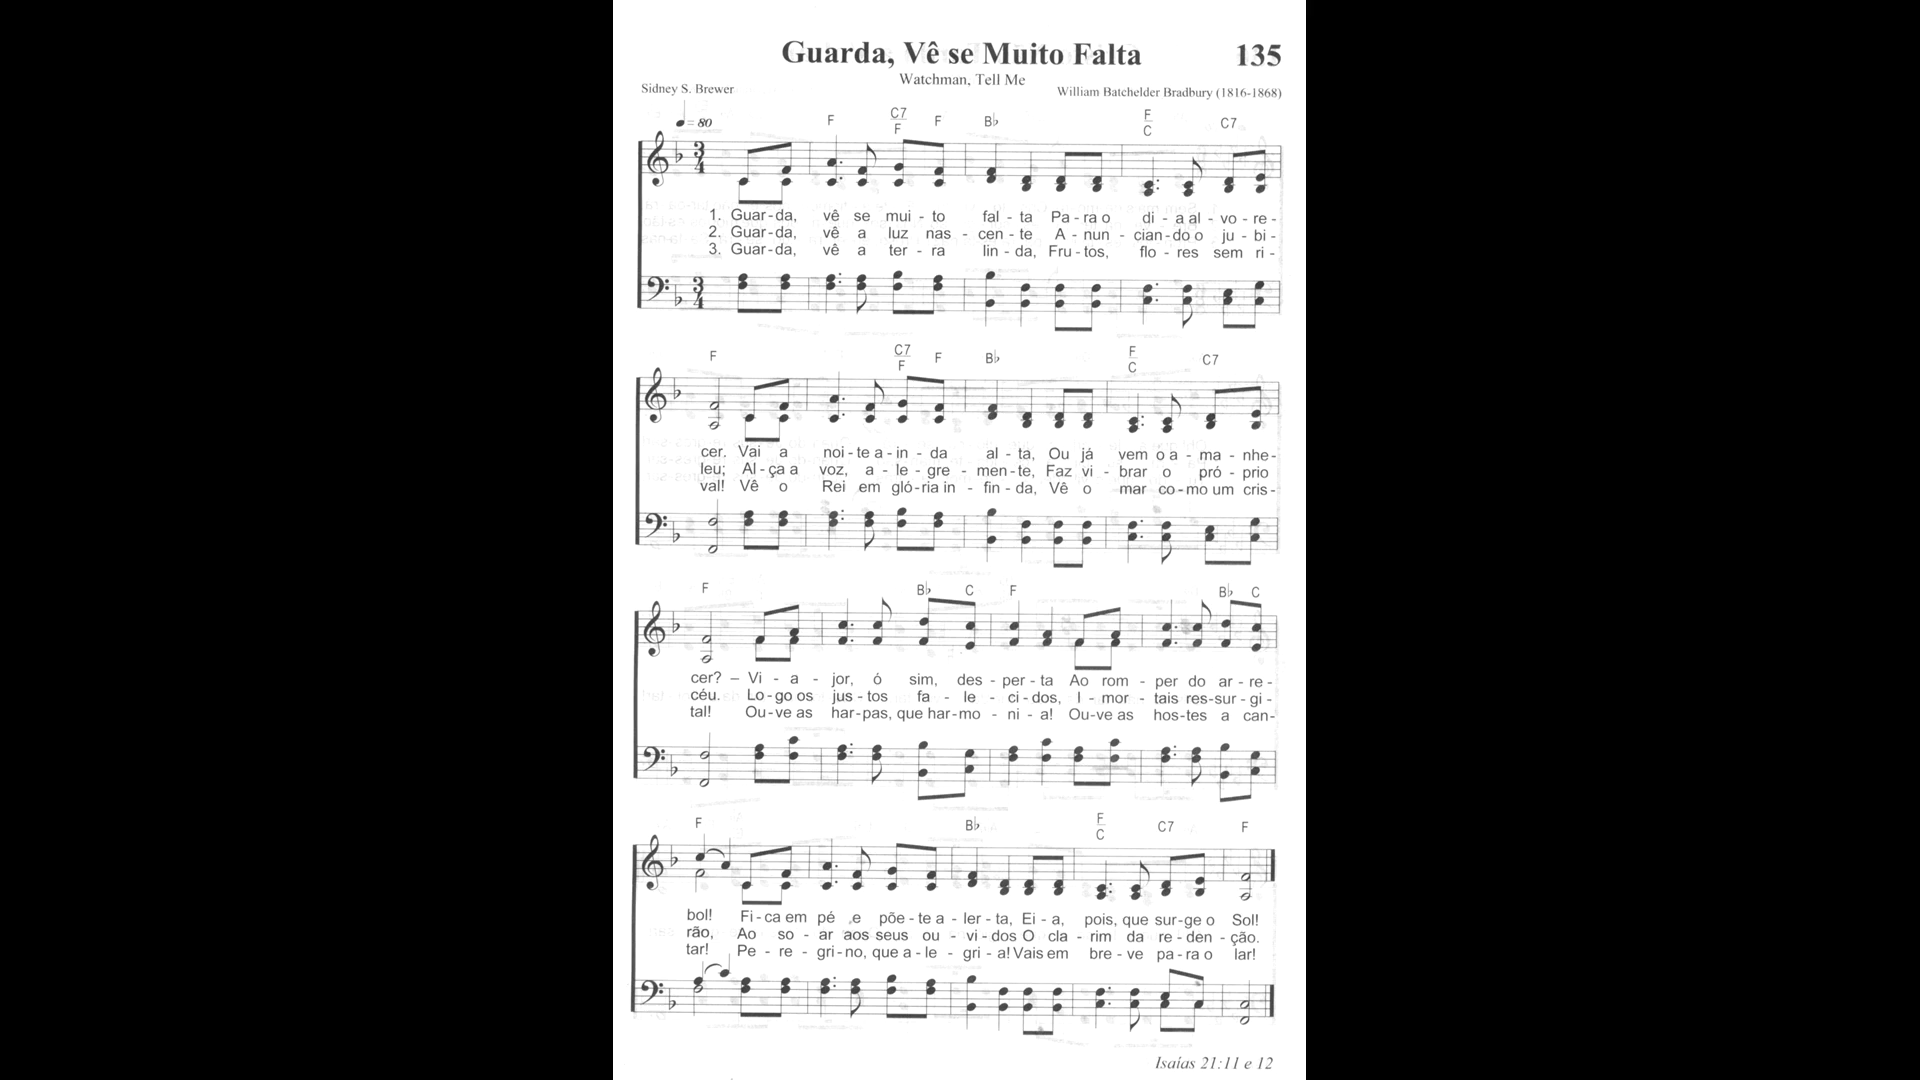 Guarda, Vê se Muito Falta 135
Watchman, Tell Me
Sidney S. Brewer William Batchelder Bradbury (1816-1868)
= 80 F C7/F F B♭ F/C C7
3/4
1. Guar-da, vê se mui - to fal - ta Pa - ra o di - a al - vo - re -
2. Guar-da, vê a luz nas - cen - te A - nun - cian - do o ju - bi -
3. Guar-da, vê a ter - ra lin - da, Fru - tos, flo - res sem ri -
3/4
F C7/F F B♭ F/C C7
cer. Vai a noi - te a - in - da al - ta, Ou já vem o a - ma - nhe-
leu; Al - ça a voz, a - le - gre - men - te, Faz vi - brar o pró - prio
val! Vê o Rei em gló - ria in - fin - da, Vê o mar co - mo um cris-
F B♭ C F B♭ C
cer? – Vi - a - jor, ó sim, des - per - ta Ao rom - per do ar - re -
céu. Lo - go os jus - tos fa - le - ci - dos, I - mor - tais res - sur - gi -
tal! Ou - ve as har - pas, que har - mo - ni - a! Ou - ve as hos - tes a can-
F B♭ F/C C7 F
bol! Fi - ca em pé e põe - te a - ler - ta, Ei - a, pois, que sur - ge o Sol!
rão, Ao so - ar aos seus ou - vi - dos O cla - rim da re - den - ção.
tar! Pe - re - gri - no, que a - le - gri - a! Vais em bre - ve pa - ra o lar!
Isaías 21:11 e 12